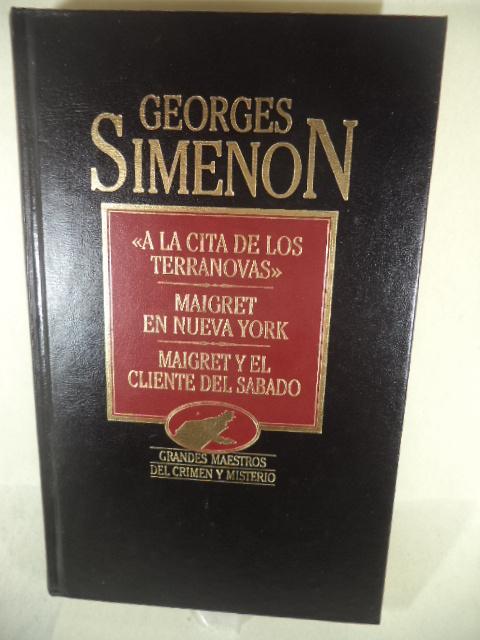 GEORGES
SIMENON
«A LA CITA DE LOS
TERRANOVAS»
MAIGRET
EN NUEVA YORK
MAIGRET Y EL
CLIENTE DEL SABADO
GRANDES MAESTROS
DEL CRIMEN Y MISTERIO